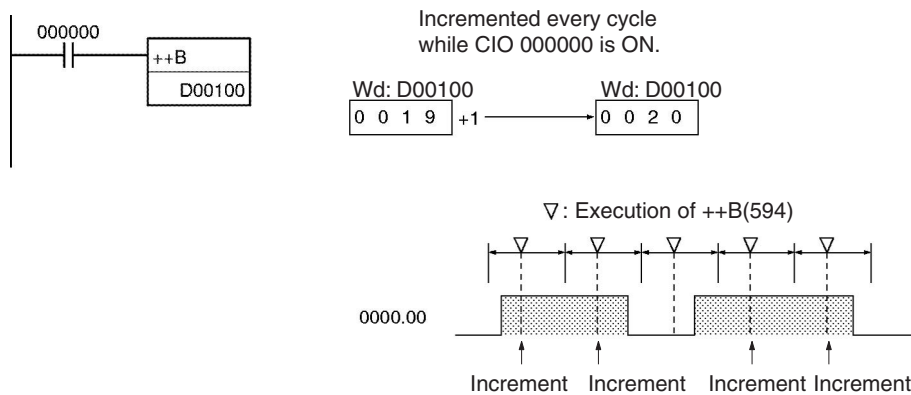 000000
++B
D00100
Incremented every cycle
while CIO 000000 is ON.
Wd: D00100
0 0 1 9 +1
Wd: D00100
0 0 2 0
∇: Execution of ++B(594)
0000.00
Increment Increment Increment Increment